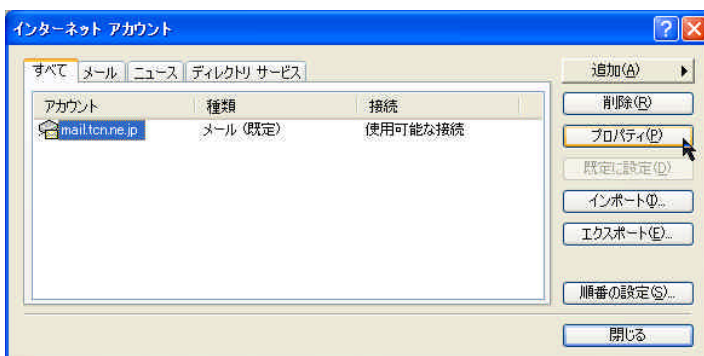 インターネット アカウント
すべて メール ニュース ディレクトリ サービス
アカウント 種類 接続
mail.tcn.ne.jp メール (既定) 使用可能な接続
追加(A)
削除(R)
プロパティ(P)
既定に設定(D)
インポート(I)...
エクスポート(E)...
順番の設定(S)...
閉じる